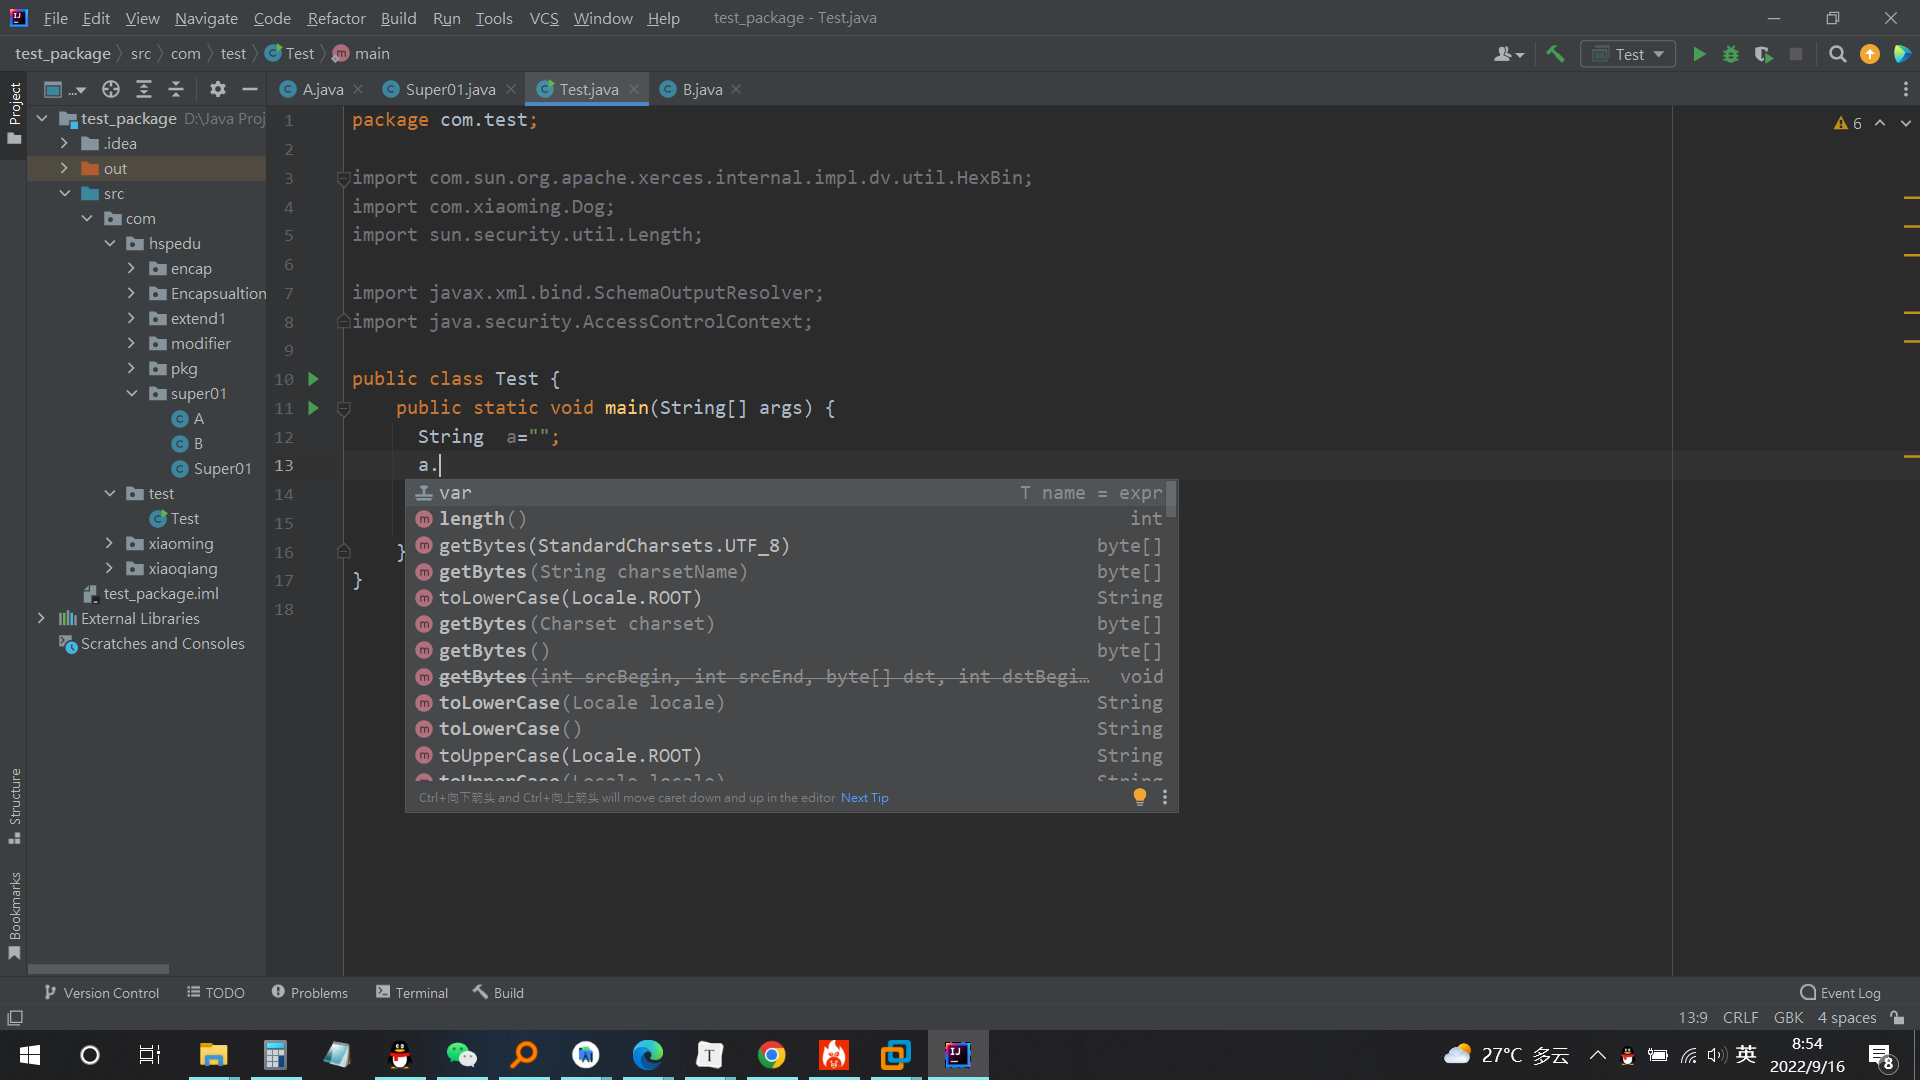 File Edit View Navigate Code Refactor Build Run Tools VCS Window Help test_package - Test.java
test_package src com test Test main
Test
Project
...
A.java Super01.java Test.java B.java
test_package D:\Java Proj
.idea
out
src
com
hspedu
encap
Encapsualtion
extend1
modifier
pkg
super01
A
B
Super01
test
Test
xiaoming
xiaoqiang
test_package.iml
External Libraries
Scratches and Consoles
6
1 package com.test;
2
3 import com.sun.org.apache.xerces.internal.impl.dv.util.HexBin;
4 import com.xiaoming.Dog;
5 import sun.security.util.Length;
6
7 import javax.xml.bind.SchemaOutputResolver;
8 import java.security.AccessControlContext;
9
10 public class Test {
11 public static void main(String[] args) {
12 String a="";
13 a.
14
15
16 }
17 }
18
var T name = expr
length() int
getBytes(StandardCharsets.UTF_8) byte[]
getBytes(String charsetName) byte[]
toLowerCase(Locale.ROOT) String
getBytes(Charset charset) byte[]
getBytes() byte[]
getBytes(int srcBegin, int srcEnd, byte[] dst, int dstBegi… void
toLowerCase(Locale locale) String
toLowerCase() String
toUpperCase(Locale.ROOT) String
toUpperCase(Locale locale) String
Ctrl+向下箭头 and Ctrl+向上箭头 will move caret down and up in the editor Next Tip
Structure
Bookmarks
Version Control TODO Problems Terminal Build Event Log
13:9 CRLF GBK 4 spaces
27°C 多云 英 8:54
2022/9/16
8